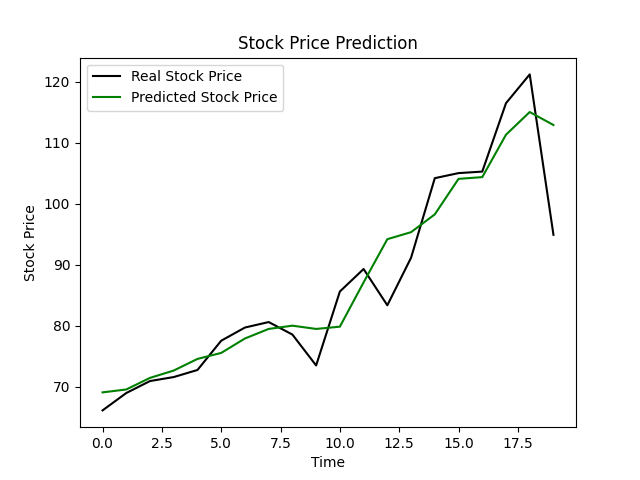 Stock Price Prediction
Real Stock Price
Predicted Stock Price
Stock Price
120
110
100
90
80
70
0.0 2.5 5.0 7.5 10.0 12.5 15.0 17.5
Time